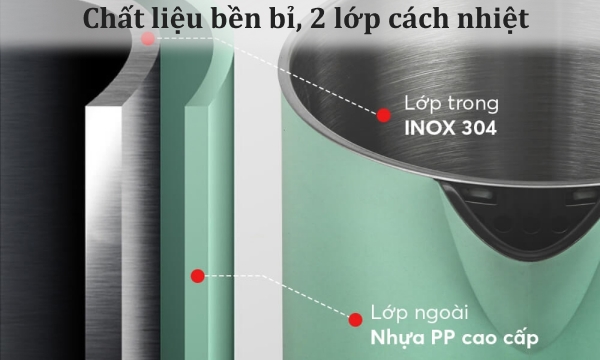 Chất liệu bền bỉ, 2 lớp cách nhiệt
Lớp trong
INOX 304
Lớp ngoài
Nhựa PP cao cấp